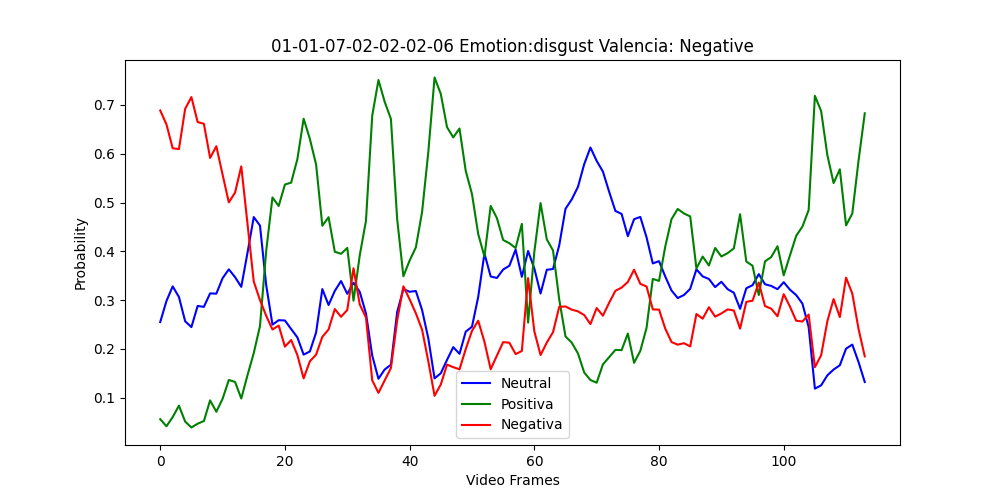 01-01-07-02-02-02-06 Emotion:disgust Valencia: Negative
Probability
0.7
0.6
0.5
0.4
0.3
0.2
0.1
0 20 40 60 80 100
Video Frames
Neutral
Positiva
Negativa